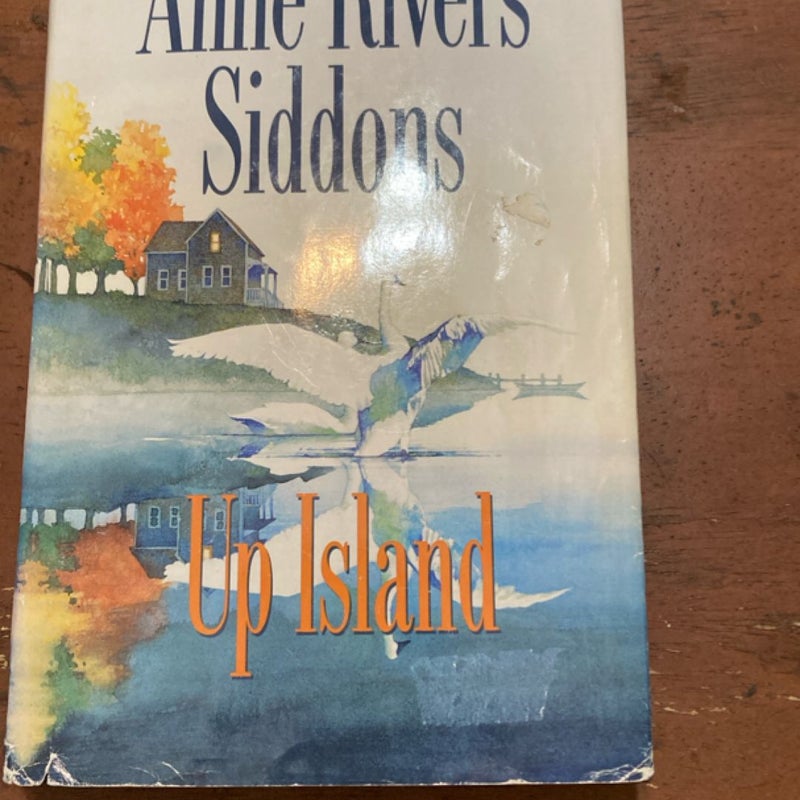 Anne Rivers
Siddons
Up Island